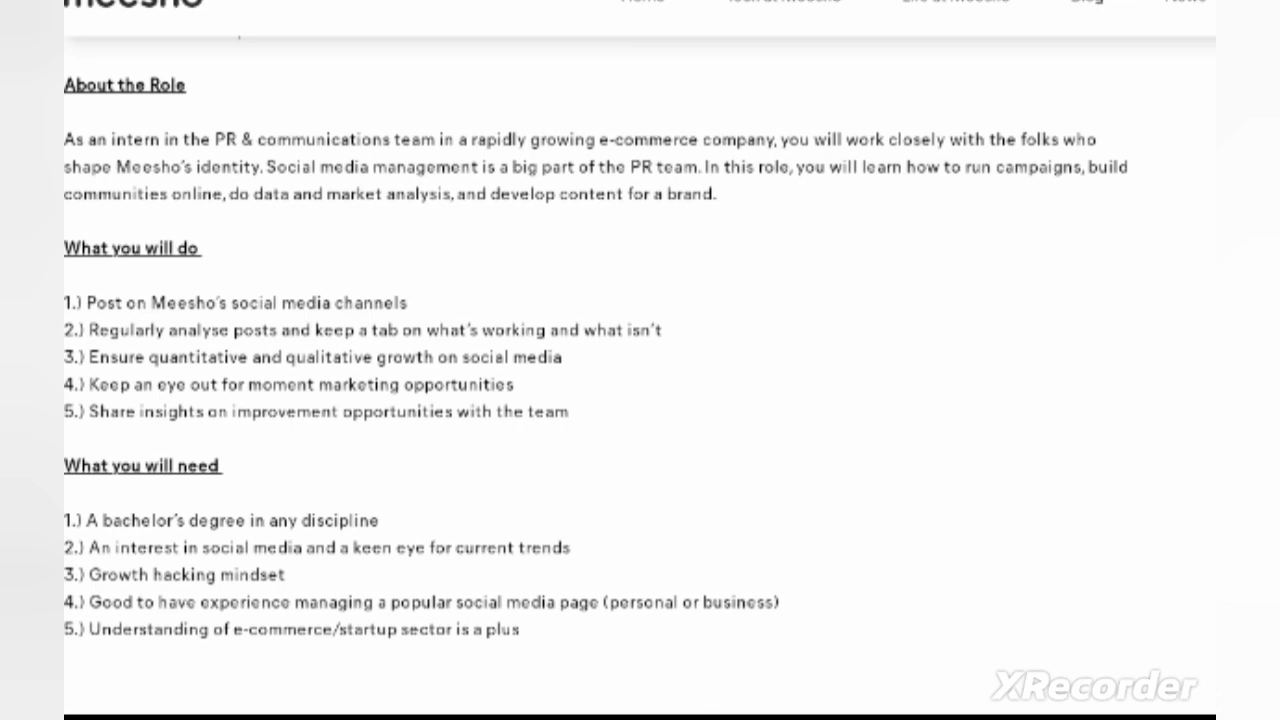 meesho
About the Role
As an intern in the PR & communications team in a rapidly growing e-commerce company, you will work closely with the folks who
shape Meesho's identity. Social media management is a big part of the PR team. In this role, you will learn how to run campaigns, build
communities online, do data and market analysis, and develop content for a brand.
What you will do
1.) Post on Meesho's social media channels
2.) Regularly analyse posts and keep a tab on what's working and what isn't
3.) Ensure quantitative and qualitative growth on social media
4.) Keep an eye out for moment marketing opportunities
5.) Share insights on improvement opportunities with the team
What you will need
1.) A bachelor's degree in any discipline
2.) An interest in social media and a keen eye for current trends
3.) Growth hacking mindset
4.) Good to have experience managing a popular social media page (personal or business)
5.) Understanding of e-commerce/startup sector is a plus
XRecorder